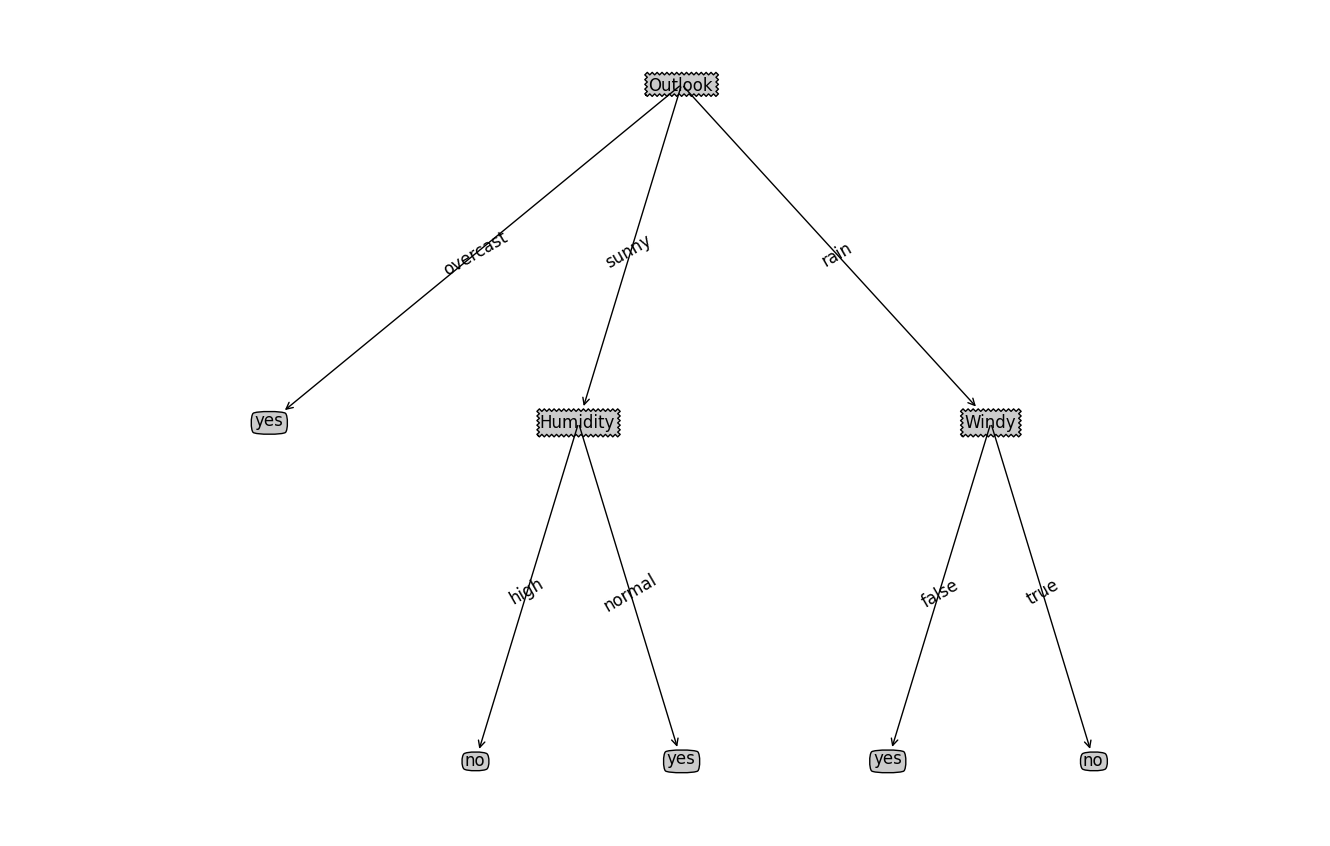 Outlook
overcast
sunny
rain
yes
Humidity
Windy
high
normal
false
true
no
yes
yes
no